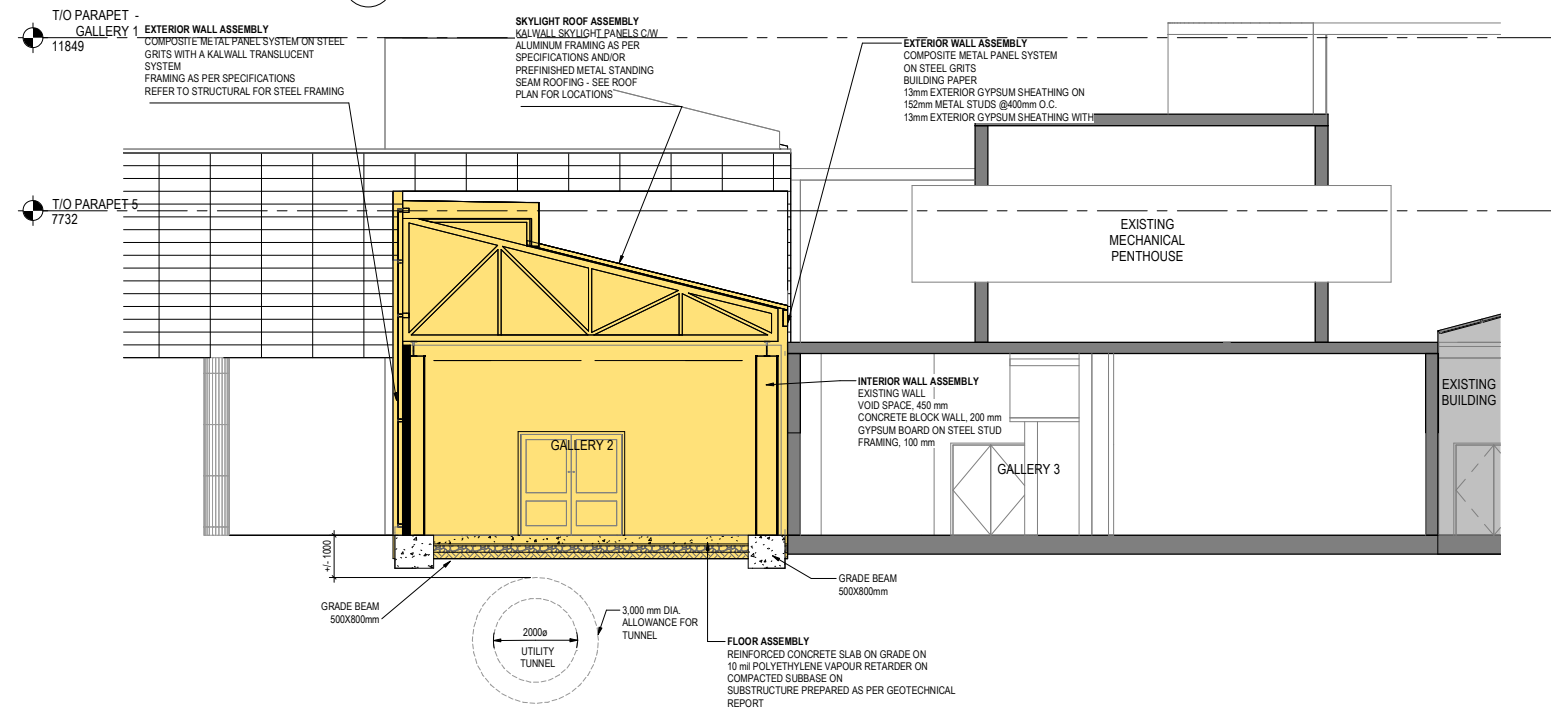 T/O PARAPET -
GALLERY 1
11849
EXTERIOR WALL ASSEMBLY
COMPOSITE METAL PANEL SYSTEM ON STEEL
GRITS WITH A KALWALL TRANSLUCENT
SYSTEM
FRAMING AS PER SPECIFICATIONS
REFER TO STRUCTURAL FOR STEEL FRAMING
SKYLIGHT ROOF ASSEMBLY
KALWALL SKYLIGHT PANELS C/W
ALUMINUM FRAMING AS PER
SPECIFICATIONS AND/OR
PREFINISHED METAL STANDING
SEAM ROOFING - SEE ROOF
PLAN FOR LOCATIONS
EXTERIOR WALL ASSEMBLY
COMPOSITE METAL PANEL SYSTEM
ON STEEL GRITS
BUILDING PAPER
13mm EXTERIOR GYPSUM SHEATHING ON
152mm METAL STUDS @400mm O.C.
13mm EXTERIOR GYPSUM SHEATHING WITH
T/O PARAPET 5
7732
EXISTING
MECHANICAL
PENTHOUSE
INTERIOR WALL ASSEMBLY
EXISTING WALL
VOID SPACE, 450 mm
CONCRETE BLOCK WALL, 200 mm
GYPSUM BOARD ON STEEL STUD
FRAMING, 100 mm
EXISTING
BUILDING
GALLERY 2
GALLERY 3
+/- 1000
GRADE BEAM
500X800mm
GRADE BEAM
500X800mm
3,000 mm DIA.
ALLOWANCE FOR
TUNNEL
2000ø
UTILITY
TUNNEL
FLOOR ASSEMBLY
REINFORCED CONCRETE SLAB ON GRADE ON
10 mil POLYETHYLENE VAPOUR RETARDER ON
COMPACTED SUBBASE ON
SUBSTRUCTURE PREPARED AS PER GEOTECHNICAL
REPORT